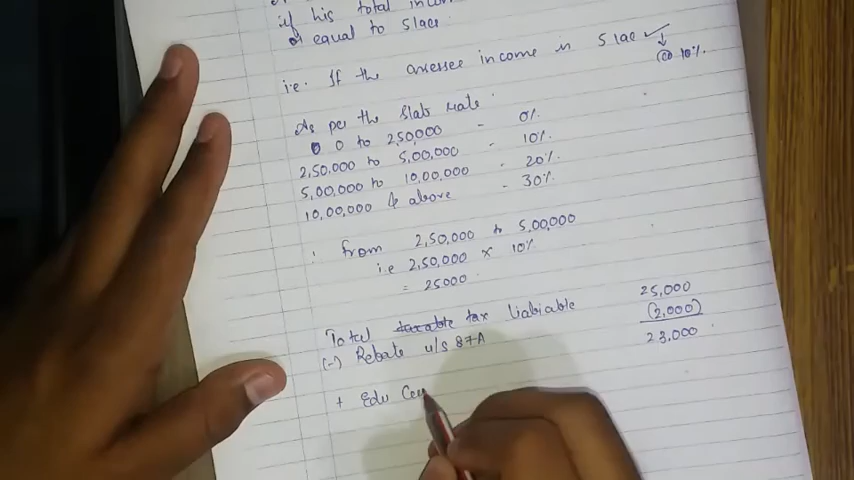 if his total
or equal to 5lacs.
i.e. If the assessee income is 5 lac ✓
↓
@ 10%.
As per the slab rate.
0 to 2,50,000 - 0%.
2,50,000 to 5,00,000 - 10%.
5,00,000 to 10,00,000 - 20%.
10,00,000 & above - 30%.
∴ from 2,50,000 to 5,00,000
i.e 2,50,000 × 10%
= 25000.
Total taxable tax liabiable 25,000
(-) Rebate u/s 87A (2,000)
23,000
+ Edu